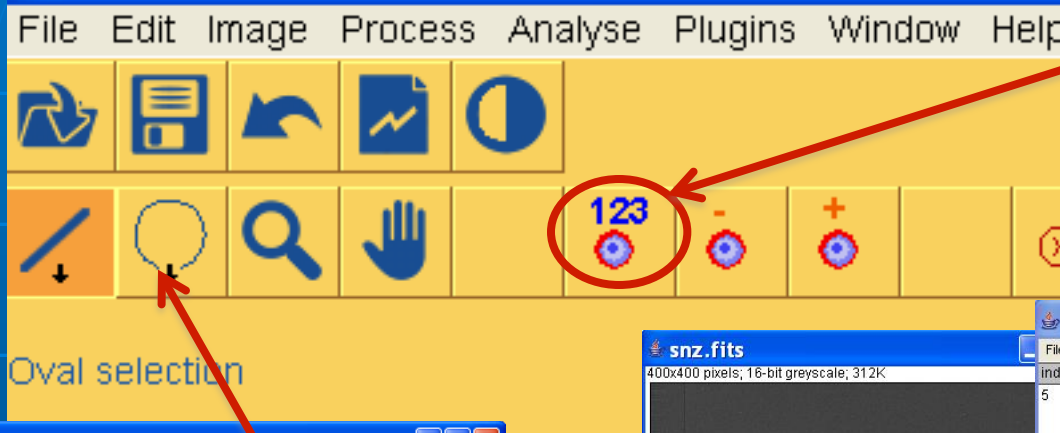 File Edit Image Process Analyse Plugins Window Help
123
- +
Oval selection
snz.fits
400x400 pixels; 16-bit greyscale; 312K
5